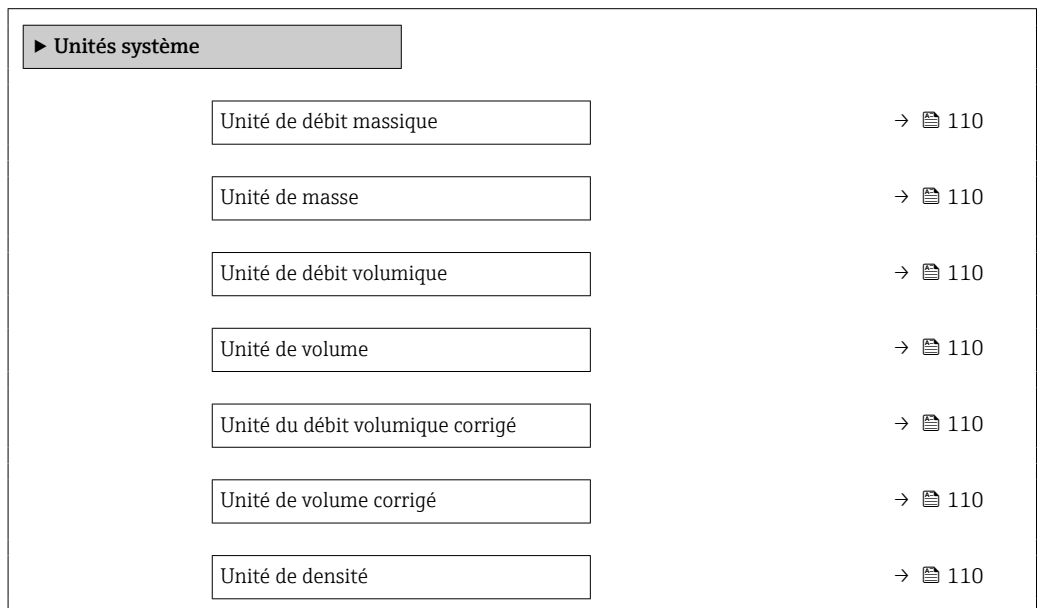 ▶ Unités système
Unité de débit massique → 🖹 110
Unité de masse → 🖹 110
Unité de débit volumique → 🖹 110
Unité de volume → 🖹 110
Unité du débit volumique corrigé → 🖹 110
Unité de volume corrigé → 🖹 110
Unité de densité → 🖹 110